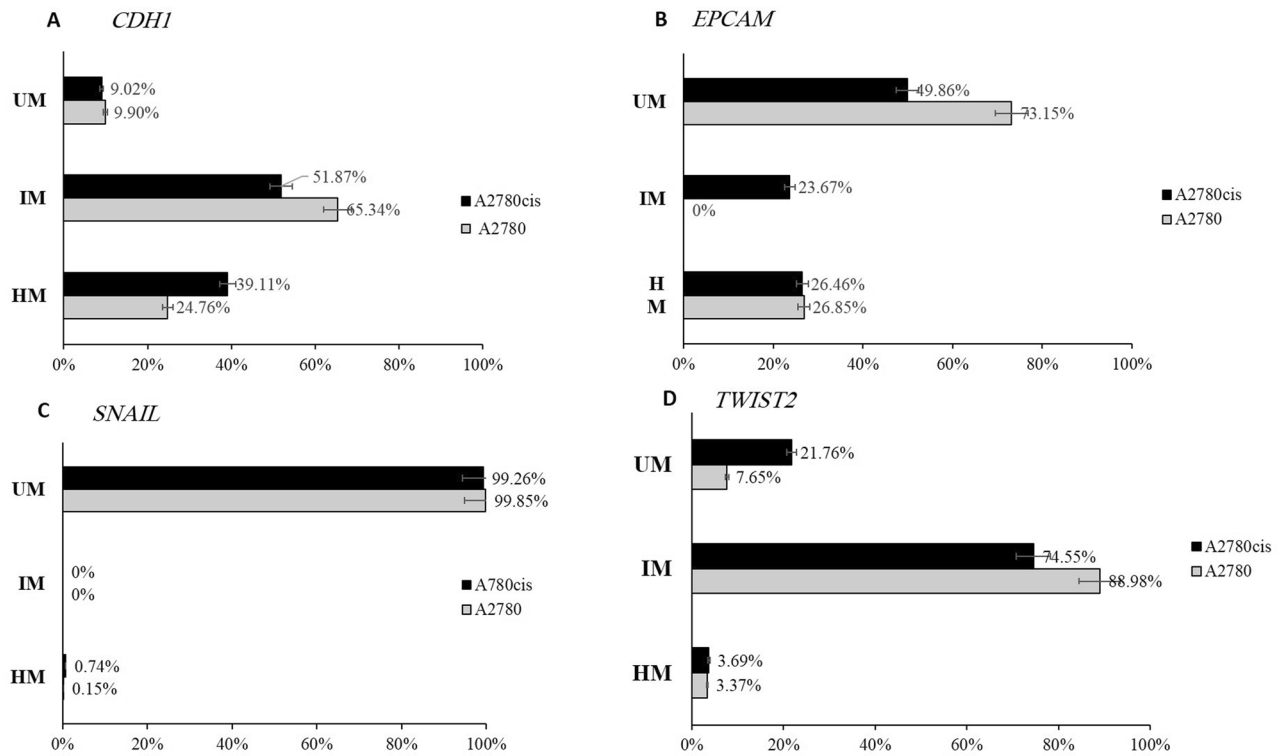 A CDH1
UM
9.02%
9.90%
IM
51.87%
65.34%
HM
39.11%
24.76%
A2780cis
A2780
0% 20% 40% 60% 80% 100%
B EPCAM
UM
49.86%
73.15%
IM
23.67%
0%
H
M
26.46%
26.85%
A2780cis
A2780
0% 20% 40% 60% 80% 100%
C SNAIL
UM
99.26%
99.85%
IM
0%
0%
HM
0.74%
0.15%
A780cis
A2780
0% 20% 40% 60% 80% 100%
D TWIST2
UM
21.76%
7.65%
IM
74.55%
88.98%
HM
3.69%
3.37%
A2780cis
A2780
0% 20% 40% 60% 80% 100%